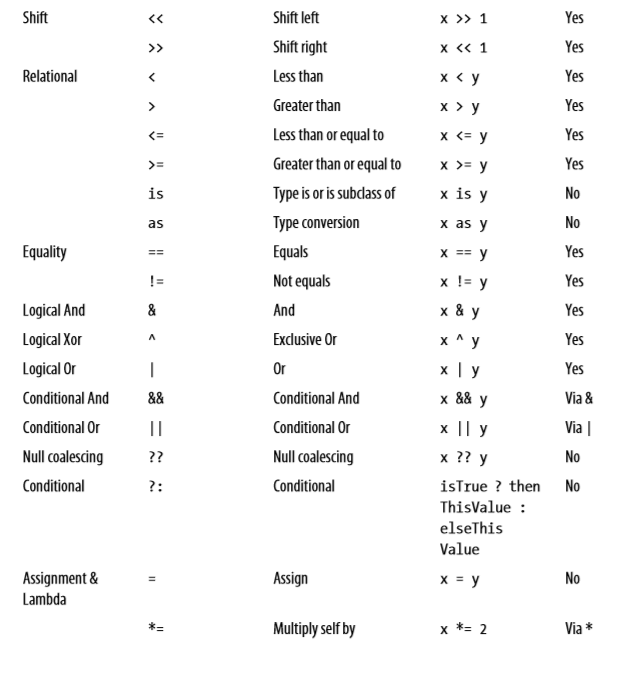 Shift << Shift left x >> 1 Yes
>> Shift right x << 1 Yes
Relational < Less than x < y Yes
> Greater than x > y Yes
<= Less than or equal to x <= y Yes
>= Greater than or equal to x >= y Yes
is Type is or is subclass of x is y No
as Type conversion x as y No
Equality == Equals x == y Yes
!= Not equals x != y Yes
Logical And & And x & y Yes
Logical Xor ^ Exclusive Or x ^ y Yes
Logical Or | Or x | y Yes
Conditional And && Conditional And x && y Via &
Conditional Or || Conditional Or x || y Via |
Null coalescing ?? Null coalescing x ?? y No
Conditional ?: Conditional isTrue ? then No
ThisValue :
elseThis
Value
Assignment & = Assign x = y No
Lambda
*= Multiply self by x *= 2 Via *